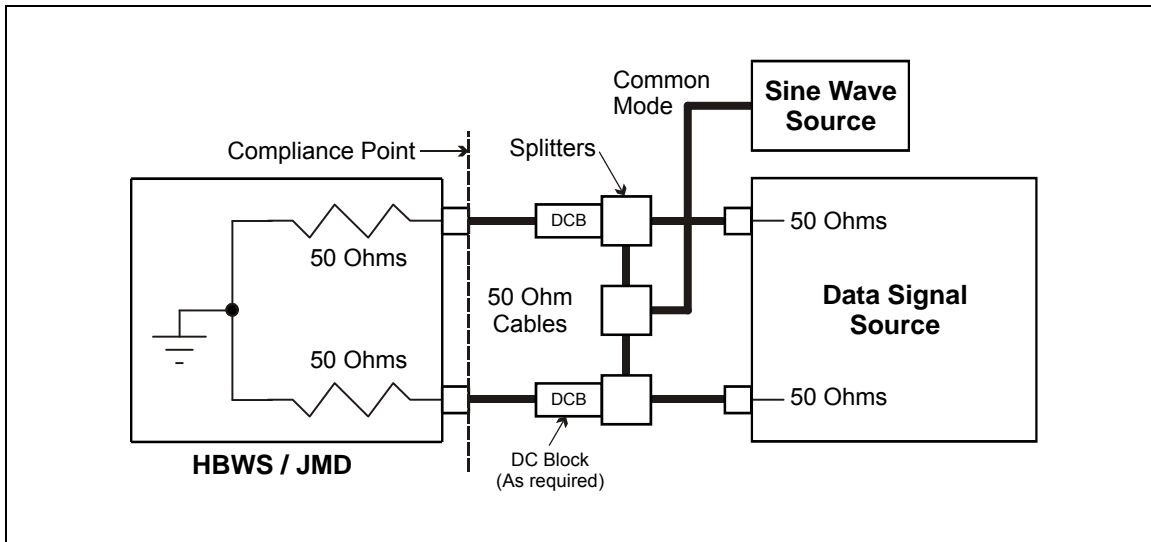 Common
Mode
Sine Wave
Source
Compliance Point
Splitters
DCB
50 Ohms
50 Ohms
50 Ohm
Cables
Data Signal
Source
50 Ohms
DCB
50 Ohms
HBWS / JMD
DC Block
(As required)